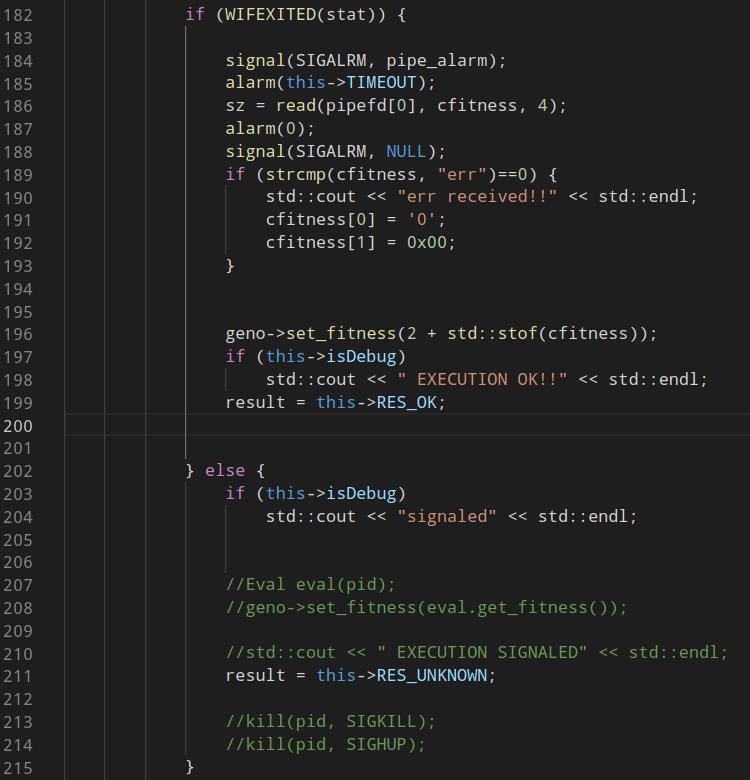 182 if (WIFEXITED(stat)) {
183
184 signal(SIGALRM, pipe_alarm);
185 alarm(this->TIMEOUT);
186 sz = read(pipefd[0], cfitness, 4);
187 alarm(0);
188 signal(SIGALRM, NULL);
189 if (strcmp(cfitness, "err")==0) {
190 std::cout << "err received!!" << std::endl;
191 cfitness[0] = '0';
192 cfitness[1] = 0x00;
193 }
194
195
196 geno->set_fitness(2 + std::stof(cfitness));
197 if (this->isDebug)
198 std::cout << " EXECUTION OK!!" << std::endl;
199 result = this->RES_OK;
200
201
202 } else {
203 if (this->isDebug)
204 std::cout << "signaled" << std::endl;
205
206
207 //Eval eval(pid);
208 //geno->set_fitness(eval.get_fitness());
209
210 //std::cout << " EXECUTION SIGNALED" << std::endl;
211 result = this->RES_UNKNOWN;
212
213 //kill(pid, SIGKILL);
214 //kill(pid, SIGHUP);
215 }